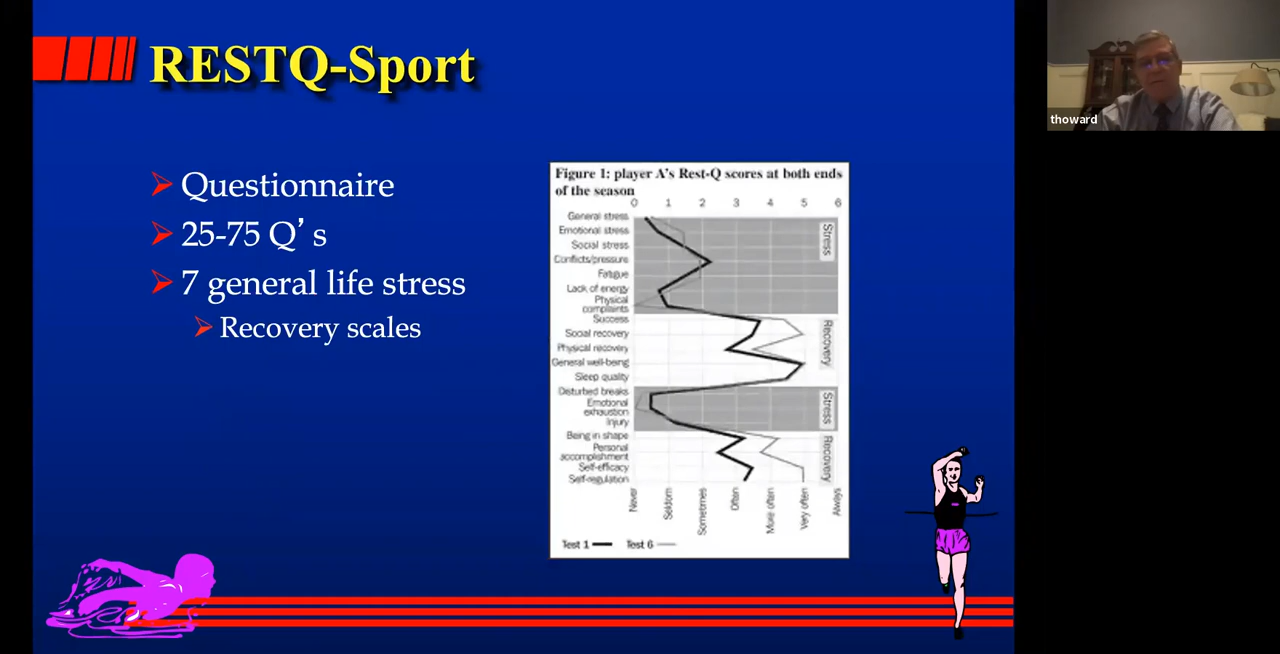 RESTQ-Sport
thoward
Questionnaire
25-75 Q’s
7 general life stress
Recovery scales
Figure 1: player A's Rest-Q scores at both ends
of the season
0 1 2 3 4 5 6
General stress
Emotional stress
Social stress
Conflicts/pressure
Fatigue
Lack of energy
Physical
complaints
Success
Social recovery
Physical recovery
General well-being
Sleep quality
Disturbed breaks
Emotional
exhaustion
Injury
Being in shape
Personal
accomplishment
Self-efficacy
Self-regulation
Stress
Recovery
Stress
Recovery
Never
Seldom
Sometimes
Often
More often
Very often
Always
Test 1 Test 6